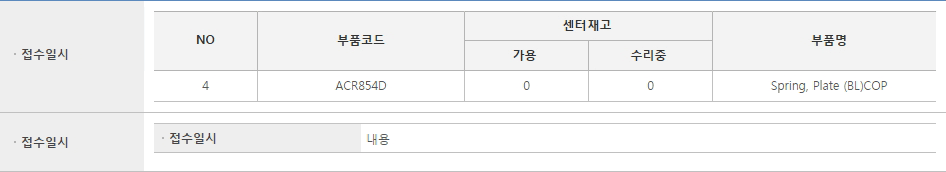 · 접수일시
NO 부품코드 센터재고 부품명
가용 수리중
4 ACR854D 0 0 Spring, Plate (BL)COP
· 접수일시
· 접수일시 내용